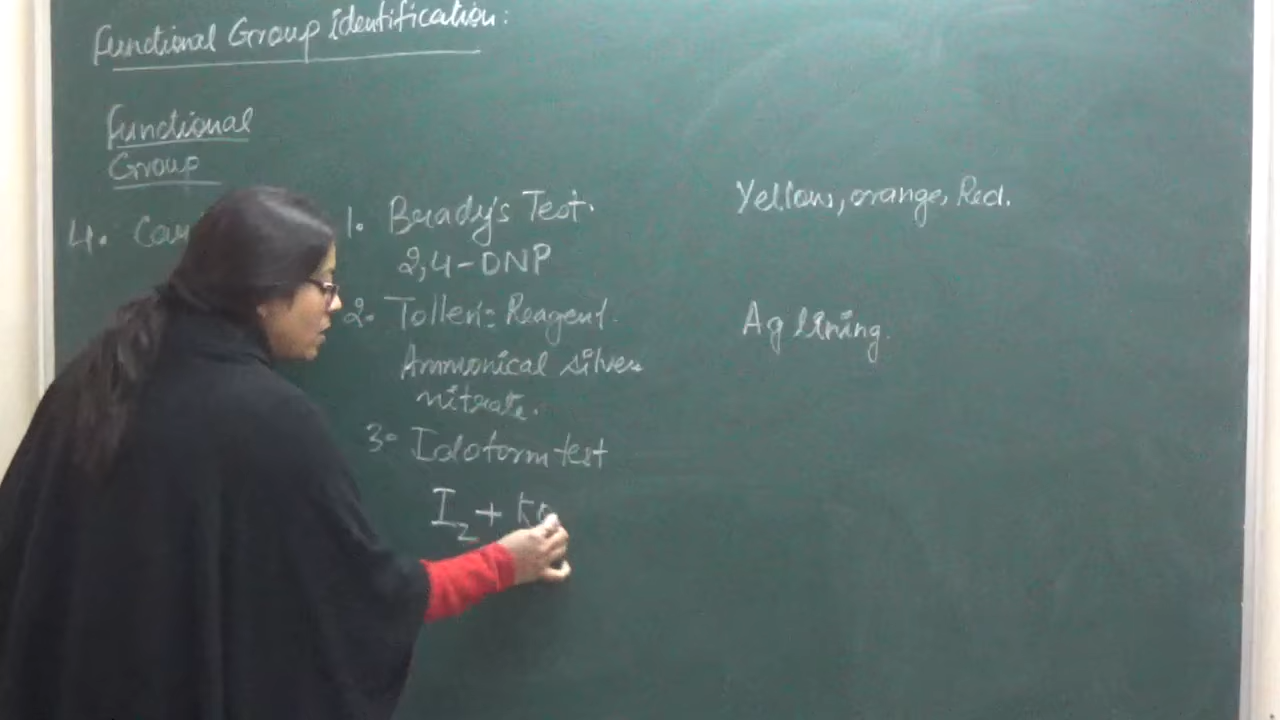 Functional Group identification:
Functional
Group
4.
1. Brady's Test.
2,4-DNP
Yellow, orange, Red.
2. Tollen's Reagent.
Ammonical silver
nitrate.
Ag lining.
3. Idoform test
I2 + K